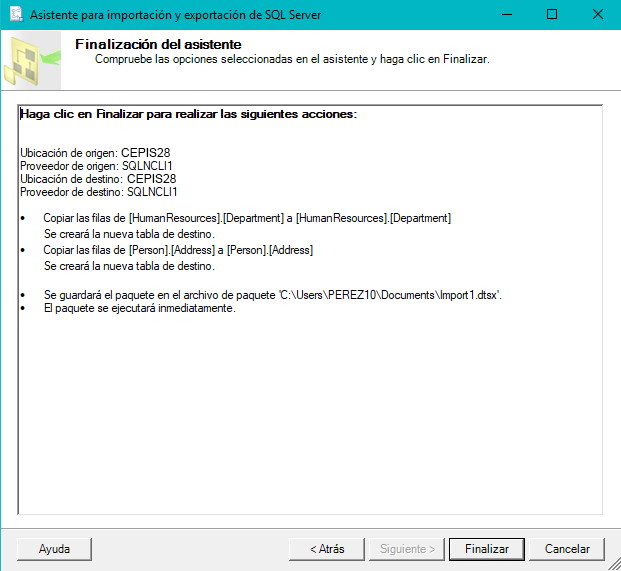 Asistente para importación y exportación de SQL Server
Finalización del asistente
Compruebe las opciones seleccionadas en el asistente y haga clic en Finalizar.
Haga clic en Finalizar para realizar las siguientes acciones:
Ubicación de origen: CEPIS28
Proveedor de origen: SQLNCLI1
Ubicación de destino: CEPIS28
Proveedor de destino: SQLNCLI1
• Copiar las filas de [HumanResources].[Department] a [HumanResources].[Department]
Se creará la nueva tabla de destino.
• Copiar las filas de [Person].[Address] a [Person].[Address]
Se creará la nueva tabla de destino.
• Se guardará el paquete en el archivo de paquete 'C:\Users\PEREZ10\Documents\Import1.dtsx'.
• El paquete se ejecutará inmediatamente.
Ayuda < Atrás Siguiente > Finalizar Cancelar